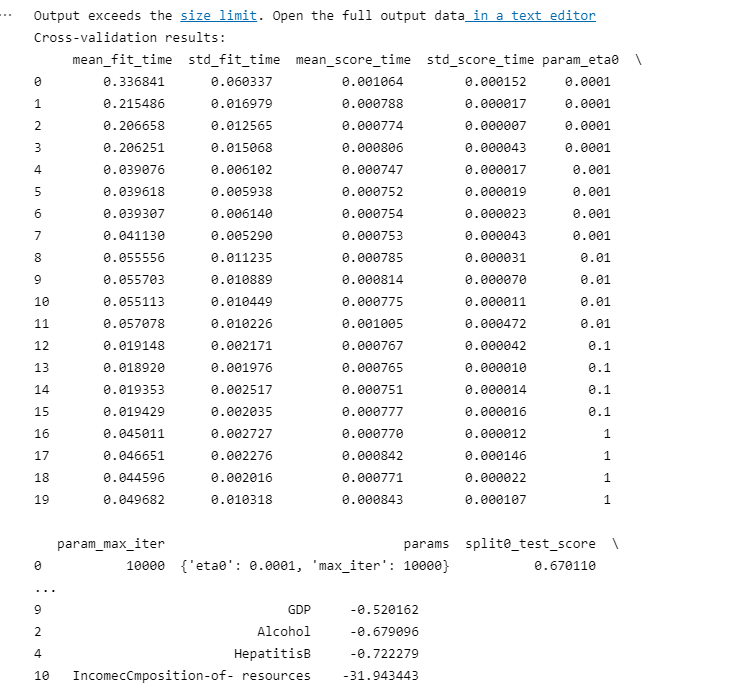 ... Output exceeds the size limit. Open the full output data in a text editor
Cross-validation results:
mean_fit_time std_fit_time mean_score_time std_score_time param_eta0 \
0 0.336841 0.060337 0.001064 0.000152 0.0001
1 0.215486 0.016979 0.000788 0.000017 0.0001
2 0.206658 0.012565 0.000774 0.000007 0.0001
3 0.206251 0.015068 0.000806 0.000043 0.0001
4 0.039076 0.006102 0.000747 0.000017 0.001
5 0.039618 0.005938 0.000752 0.000019 0.001
6 0.039307 0.006140 0.000754 0.000023 0.001
7 0.041130 0.005290 0.000753 0.000043 0.001
8 0.055556 0.011235 0.000785 0.000031 0.01
9 0.055703 0.010889 0.000814 0.000070 0.01
10 0.055113 0.010449 0.000775 0.000011 0.01
11 0.057078 0.010226 0.001005 0.000472 0.01
12 0.019148 0.002171 0.000767 0.000042 0.1
13 0.018920 0.001976 0.000765 0.000010 0.1
14 0.019353 0.002517 0.000751 0.000014 0.1
15 0.019429 0.002035 0.000777 0.000016 0.1
16 0.045011 0.002727 0.000770 0.000012 1
17 0.046651 0.002276 0.000842 0.000146 1
18 0.044596 0.002016 0.000771 0.000022 1
19 0.049682 0.010318 0.000843 0.000107 1
param_max_iter params split0_test_score \
0 10000 {'eta0': 0.0001, 'max_iter': 10000} 0.670110
...
9 GDP -0.520162
2 Alcohol -0.679096
4 HepatitisB -0.722279
10 IncomecCmposition-of- resources -31.943443